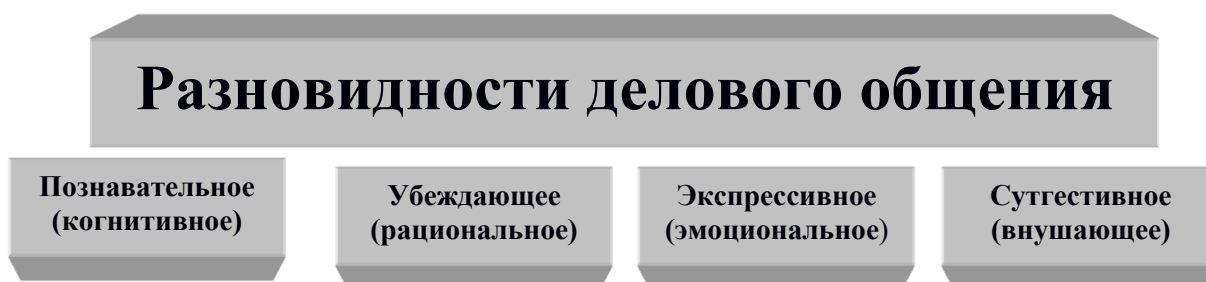 Разновидности делового общения
Познавательное
(когнитивное)
Убеждающее
(рациональное)
Экспрессивное
(эмоциональное)
Сутгестивное
(внушающее)